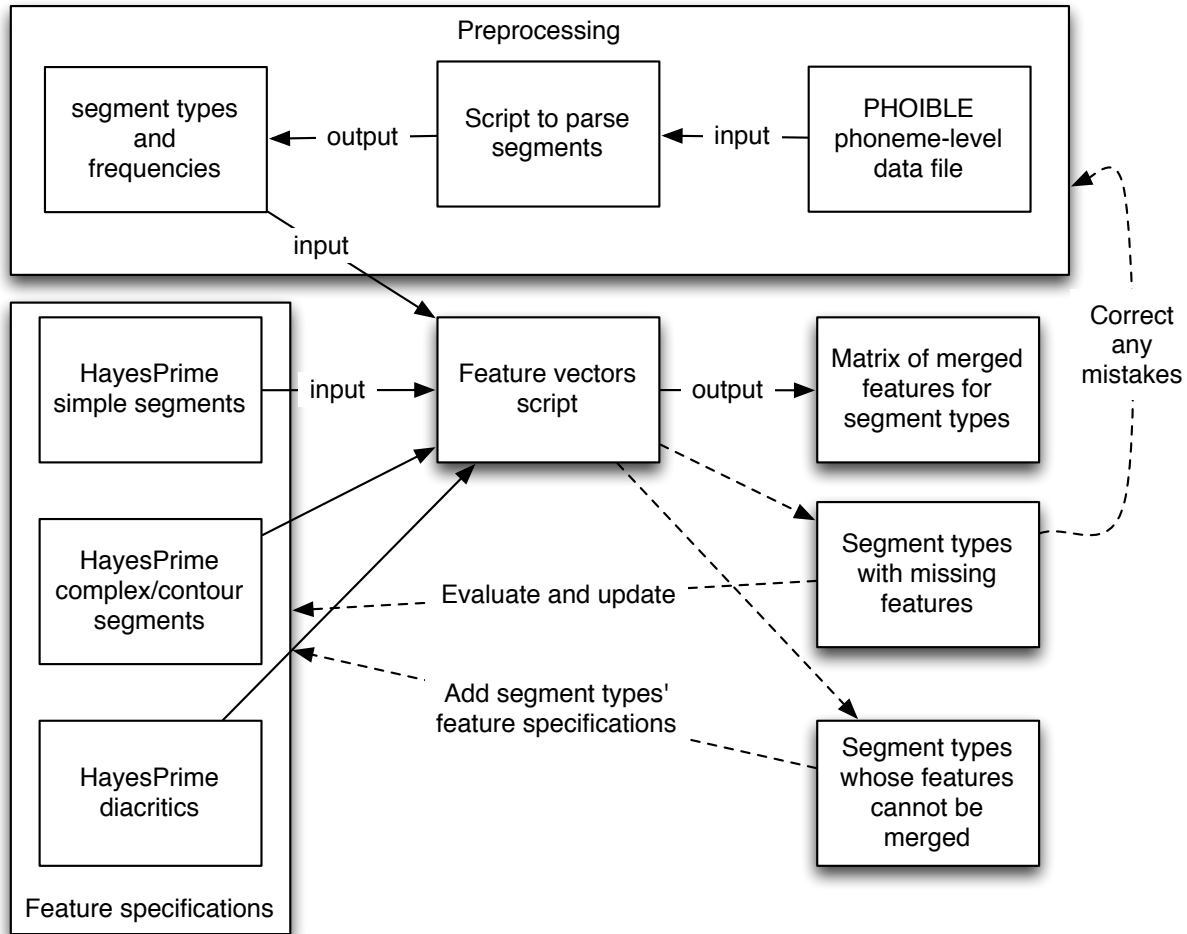 Preprocessing
segment types
and
frequencies
output
Script to parse
segments
input
PHOIBLE
phoneme-level
data file
input
HayesPrime
simple segments
input
Feature vectors
script
output
Matrix of merged
features for
segment types
Correct
any
mistakes
HayesPrime
complex/contour
segments
Evaluate and update
Segment types
with missing
features
Add segment types'
feature specifications
HayesPrime
diacritics
Segment types
whose features
cannot be
merged
Feature specifications